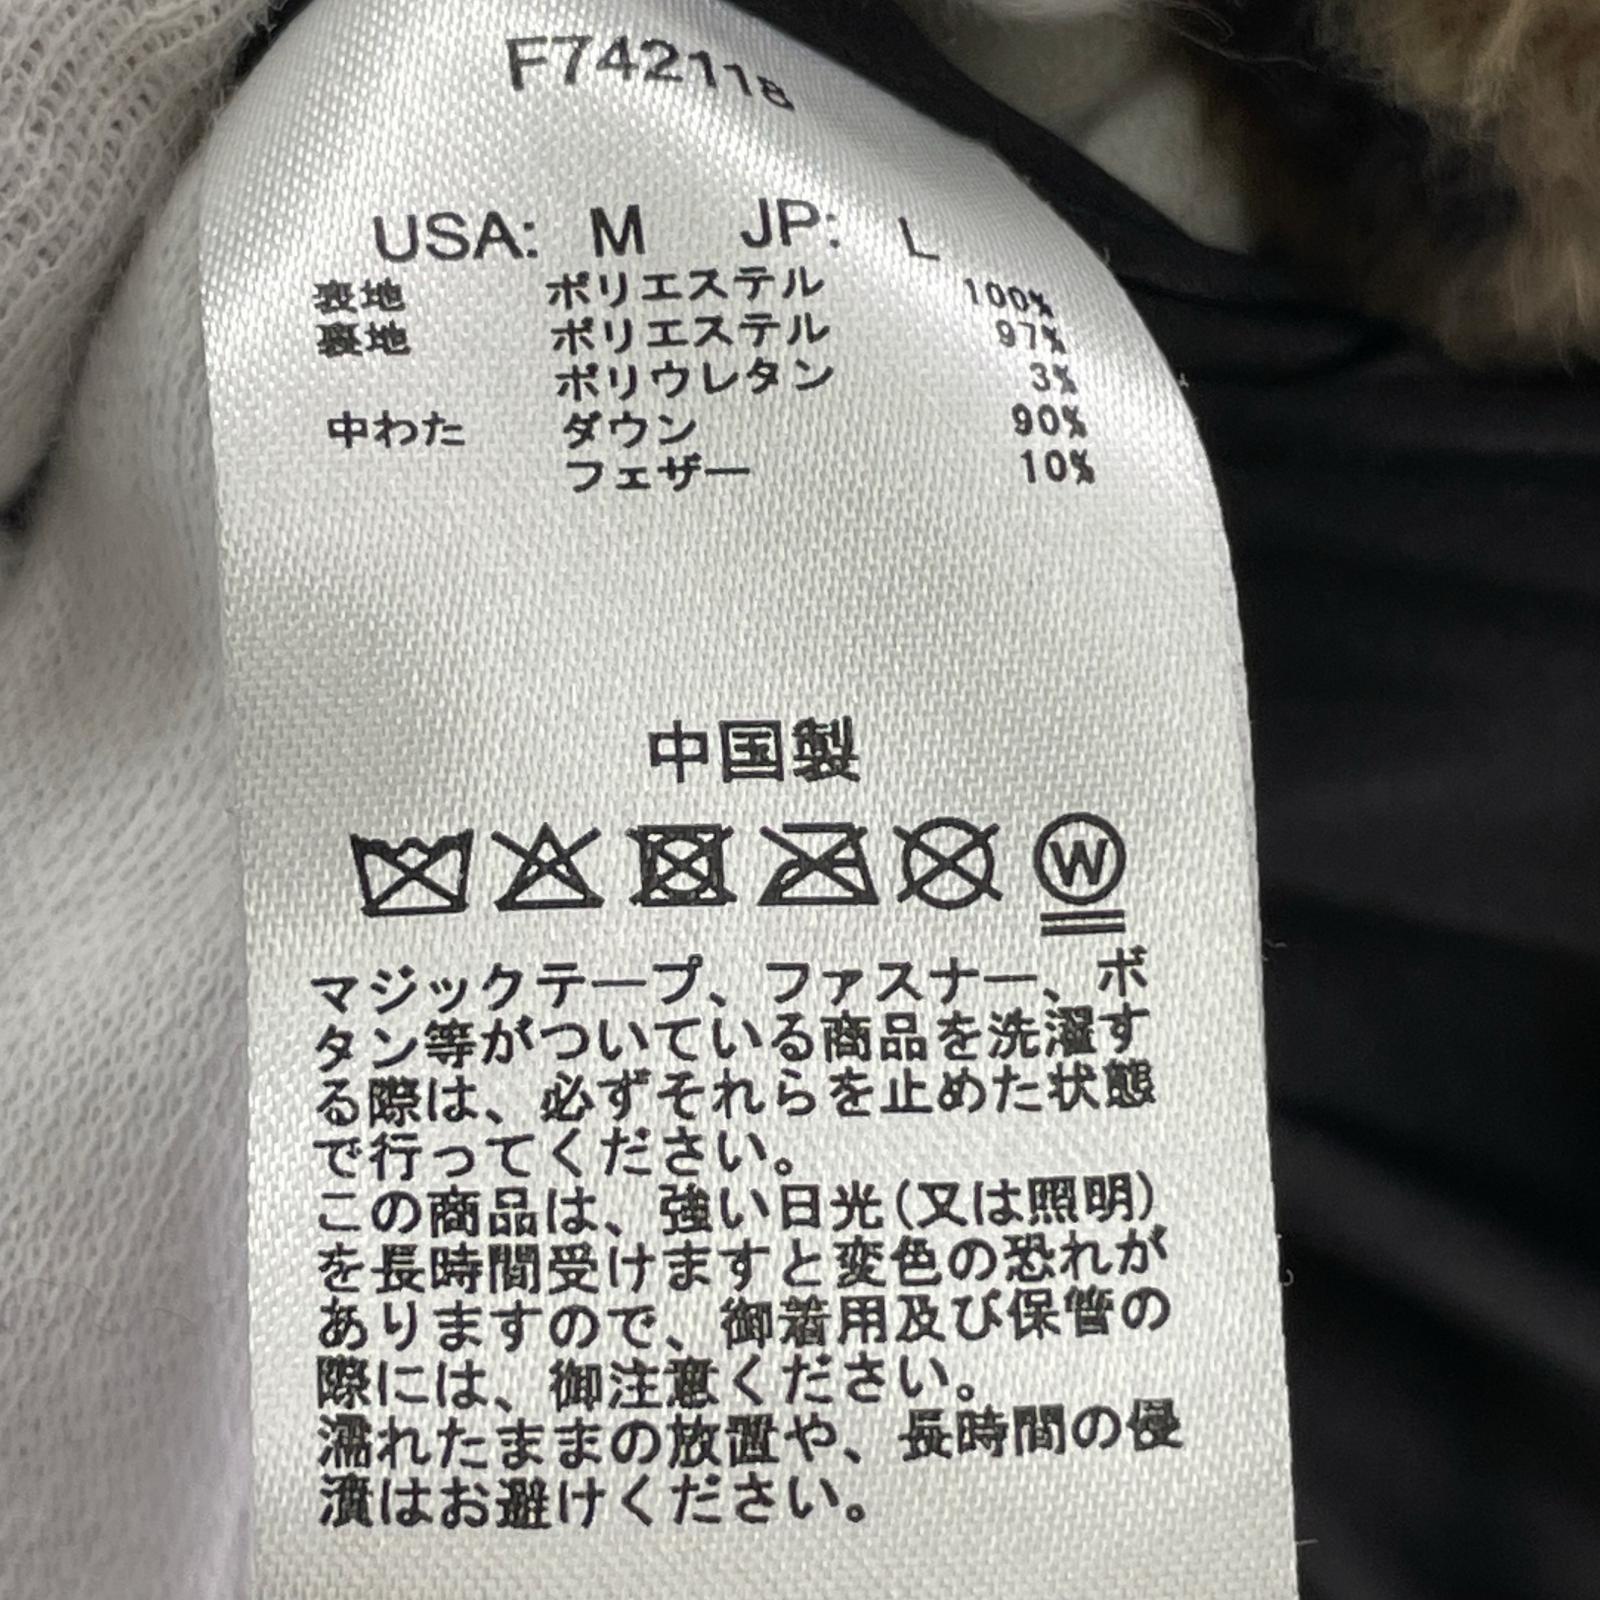 F742118
USA: M JP: L
表地 ポリエステル 100%
裏地 ポリエステル 97%
ポリウレタン 3%
中わた ダウン 90%
フェザー 10%
中国製
W
マジックテープ、ファスナー、ボ
タン等がついている商品を洗濯す
る際は、必ずそれらを止めた状態
で行ってください。
この商品は、強い日光(又は照明)
を長時間受けますと変色の恐れが
ありますので、御着用及び保管の
際には、御注意ください。
濡れたままの放置や、長時間の浸
漬はお避けください。